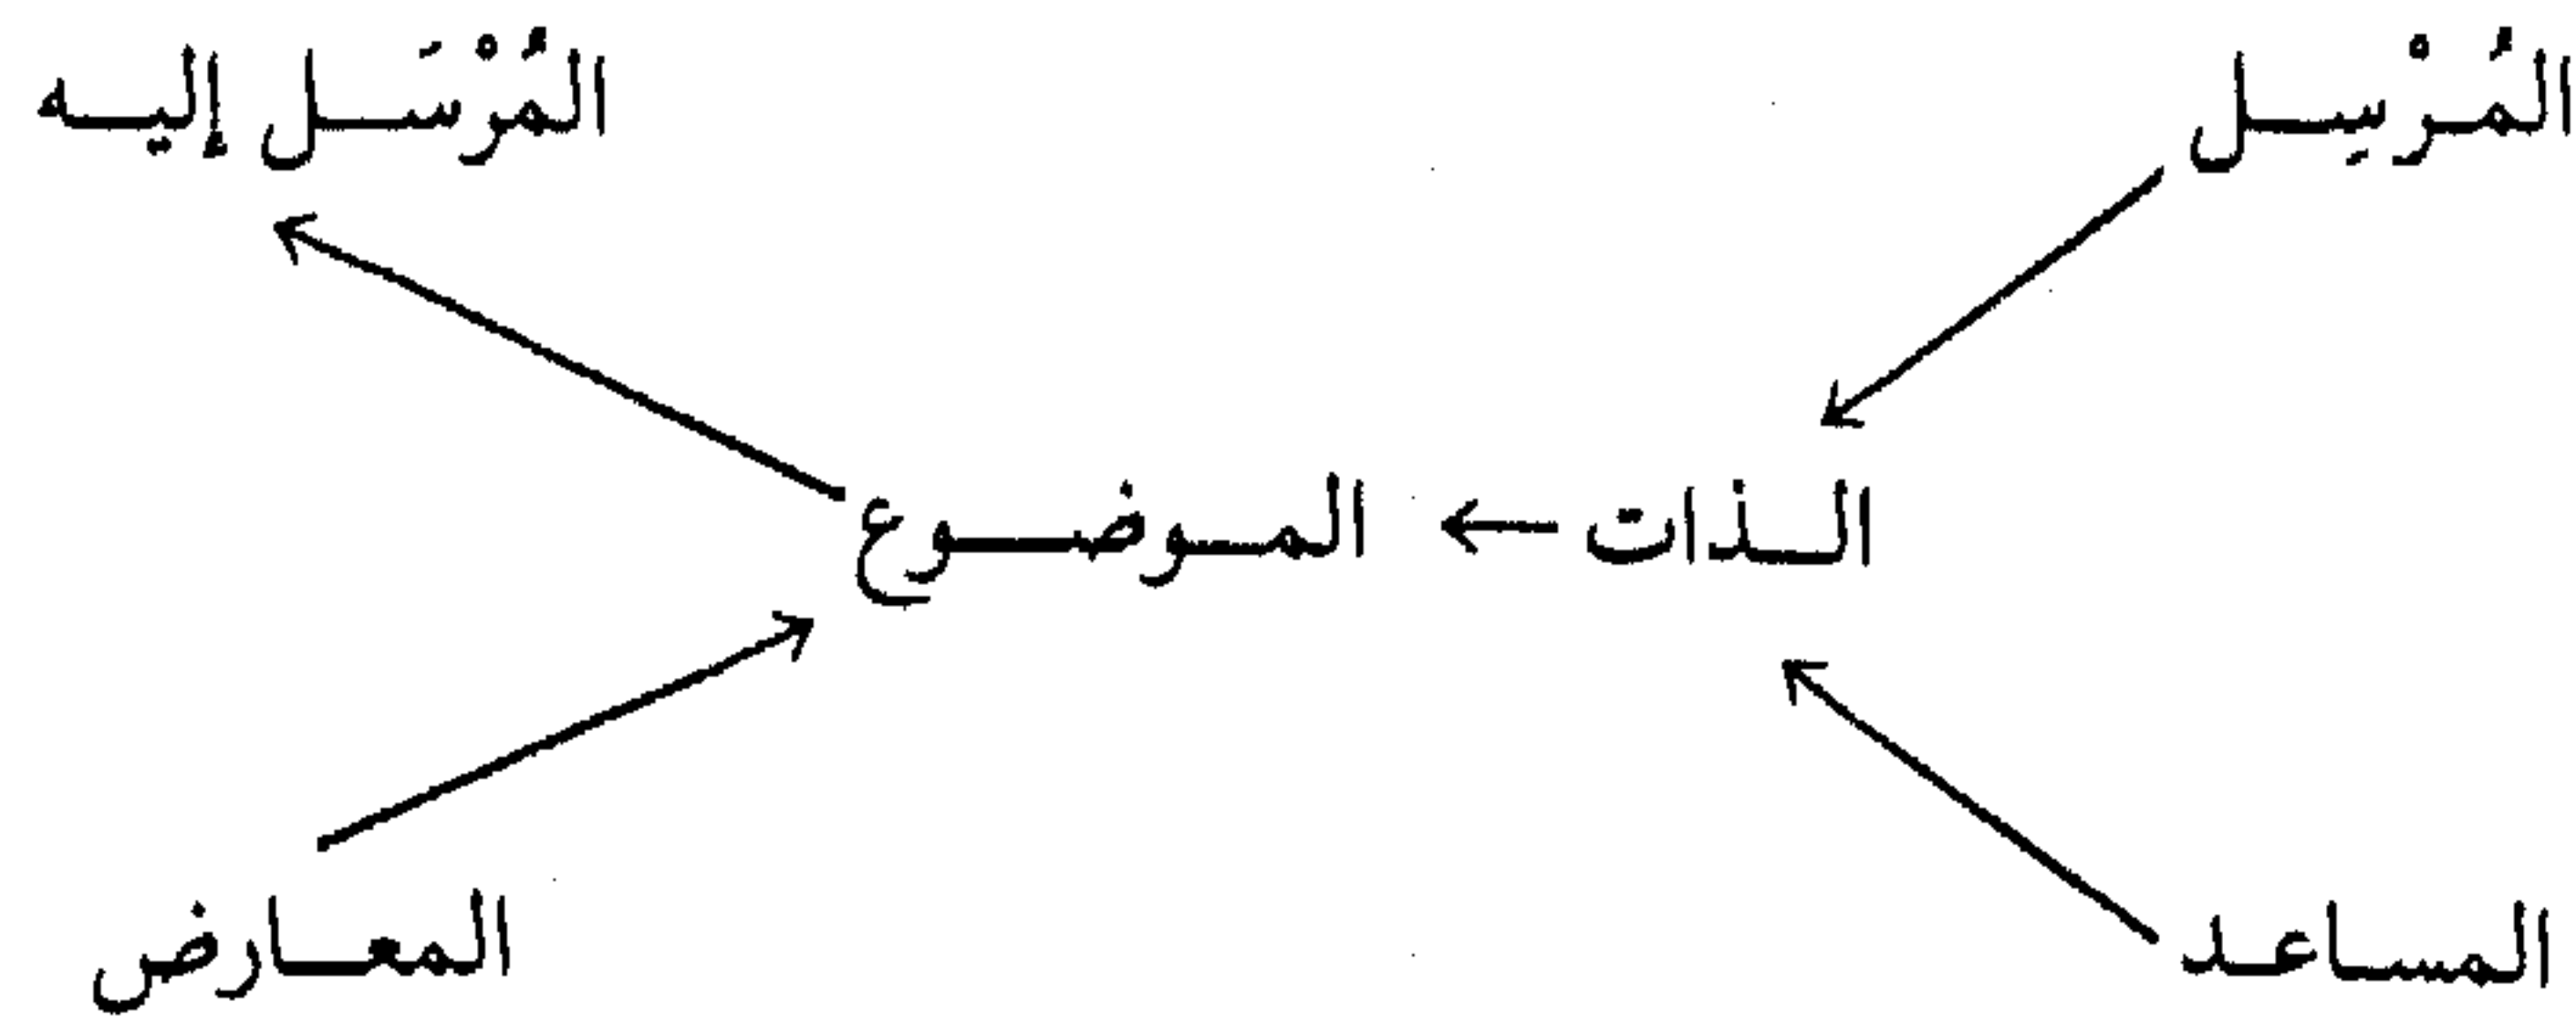 المُرْسِل المُرْسَل إليه
الذات ← الموضوع
المساعد المعارض